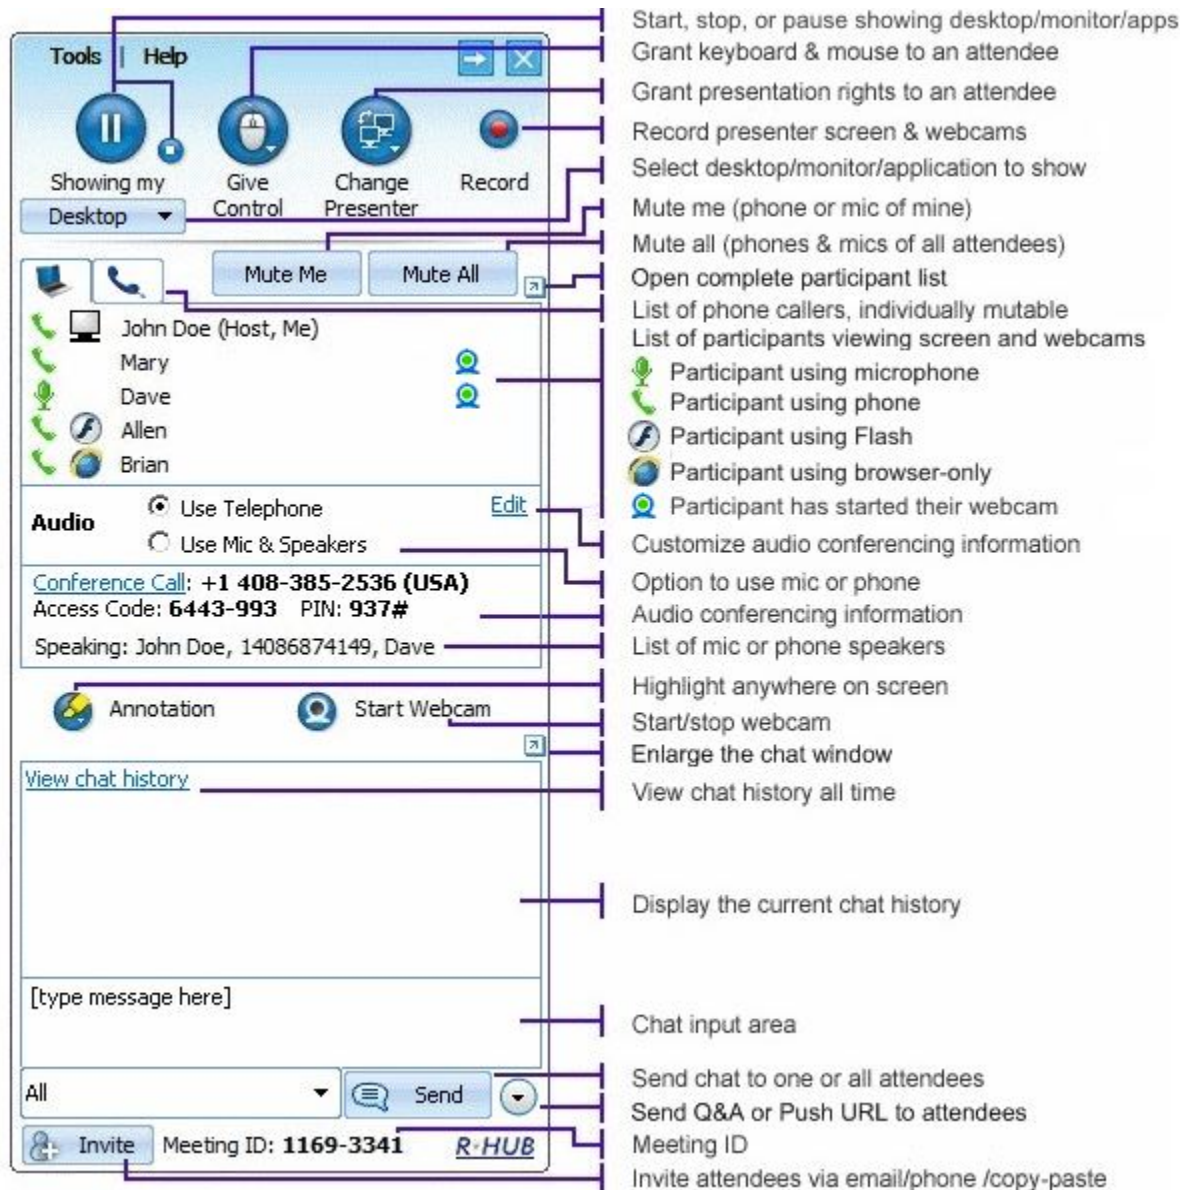 Tools | Help
Showing my
Desktop
Give
Control
Change
Presenter
Record
Mute Me
Mute All
John Doe (Host, Me)
Mary
Dave
Allen
Brian
Audio
Use Telephone
Edit
Use Mic & Speakers
Conference Call: +1 408-385-2536 (USA)
Access Code: 6443-993 PIN: 937#
Speaking: John Doe, 14086874149, Dave
Annotation
Start Webcam
View chat history
[type message here]
All
Send
Invite
Meeting ID: 1169-3341
R-HUB
Start, stop, or pause showing desktop/monitor/apps
Grant keyboard & mouse to an attendee
Grant presentation rights to an attendee
Record presenter screen & webcams
Select desktop/monitor/application to show
Mute me (phone or mic of mine)
Mute all (phones & mics of all attendees)
Open complete participant list
List of phone callers, individually mutable
List of participants viewing screen and webcams
Participant using microphone
Participant using phone
Participant using Flash
Participant using browser-only
Participant has started their webcam
Customize audio conferencing information
Option to use mic or phone
Audio conferencing information
List of mic or phone speakers
Highlight anywhere on screen
Start/stop webcam
Enlarge the chat window
View chat history all time
Display the current chat history
Chat input area
Send chat to one or all attendees
Send Q&A or Push URL to attendees
Meeting ID
Invite attendees via email/phone /copy-paste